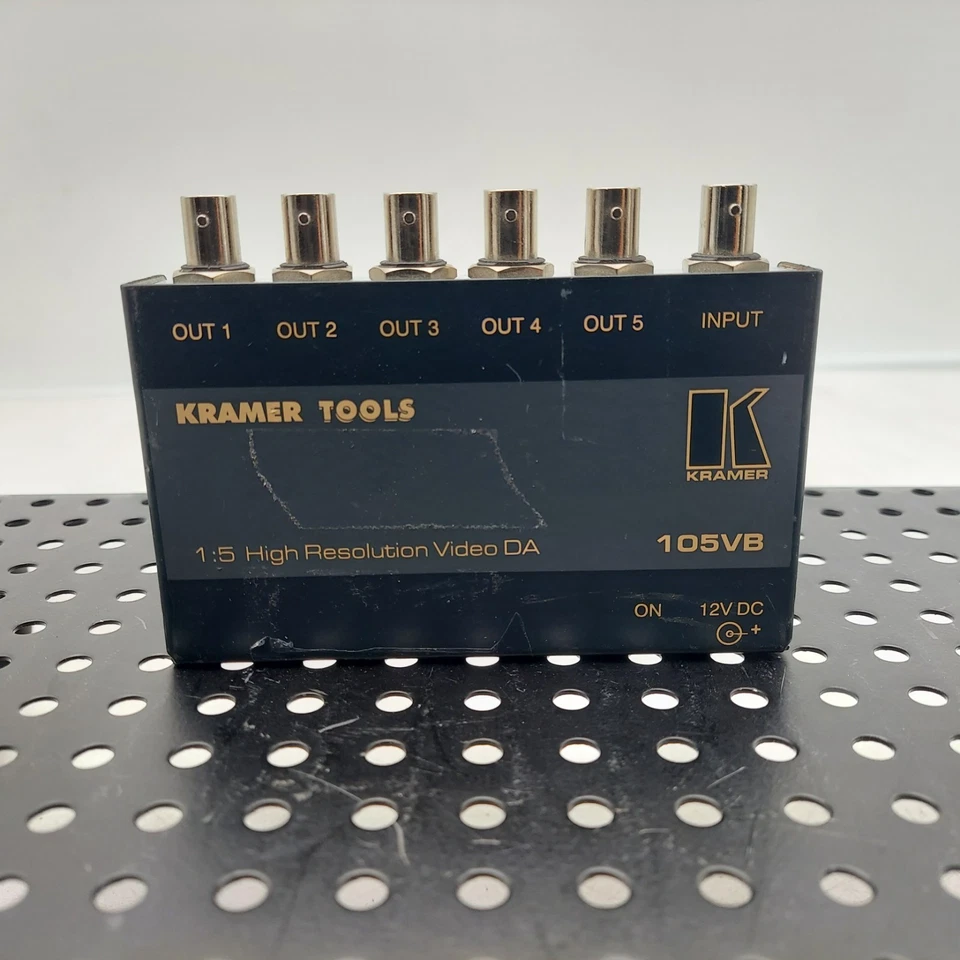 OUT 1 OUT 2 OUT 3 OUT 4 OUT 5 INPUT
KRAMER TOOLS
K
KRAMER
1:5 High Resolution Video DA 105VB
ON 12V DC
+